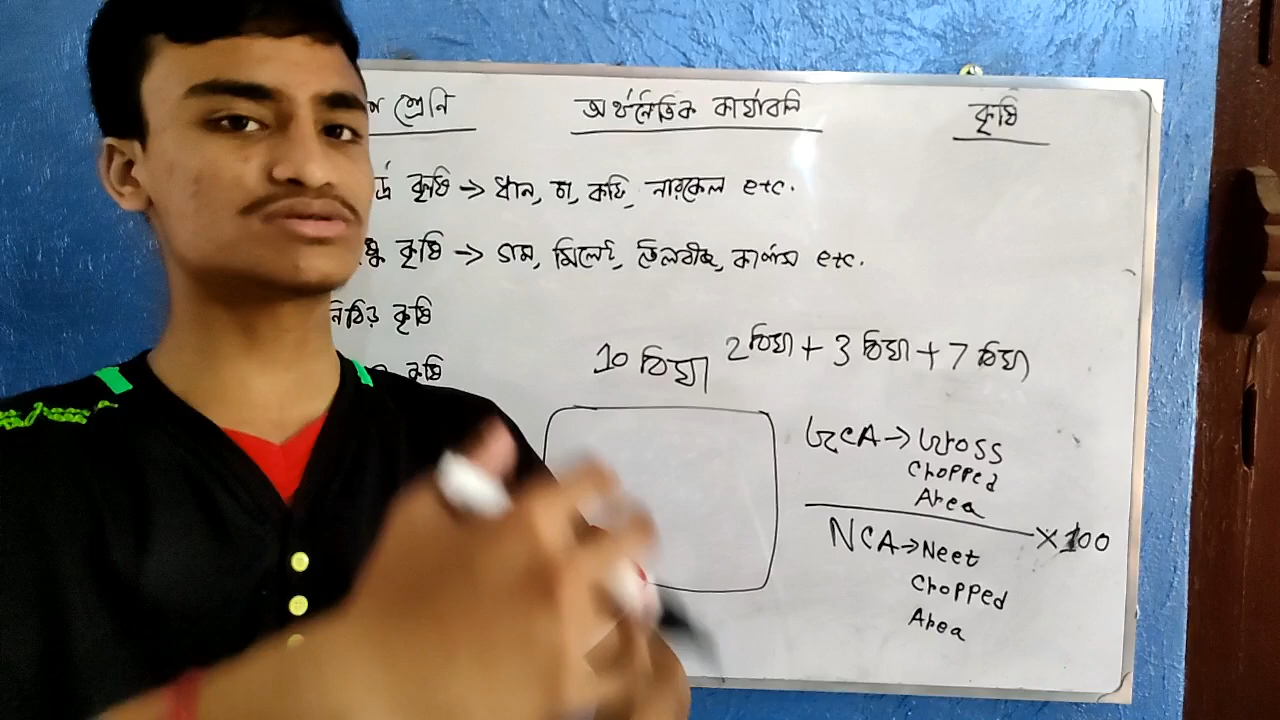 শ্রেণি অর্থনৈতিক কার্যাবলি কৃষি
কৃষি → ধান, চা, কফি, নারকেল etc.
কৃষি → গম, মিলেট, তৈলবীজ, কার্পাস etc.
নিবিড় কৃষি
কৃষি
10 বিঘা 2 বিঘা + 3 বিঘা + 7 বিঘা
GCA → Gross
Chopped
Area
× 100
NCA → Neet
Chopped
Area